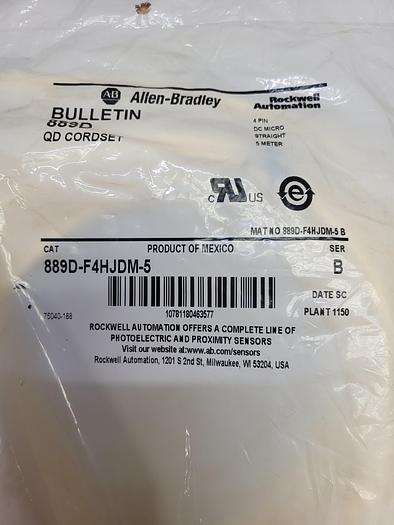 AB Allen-Bradley
Rockwell
Automation
BULLETIN
889D
QD CORDSET
4 PIN
DC MICRO
STRAIGHT
5 METER
c RU US
e
MAT NO 889D-F4HJDM-5 B
CAT PRODUCT OF MEXICO SER
889D-F4HJDM-5 B
DATE SC
75040-188 10781180463577 PLANT 1150
ROCKWELL AUTOMATION OFFERS A COMPLETE LINE OF
PHOTOELECTRIC AND PROXIMITY SENSORS
Visit our website at:www.ab.com/sensors
Rockwell Automation, 1201 S 2nd St, Milwaukee, WI 53204, USA